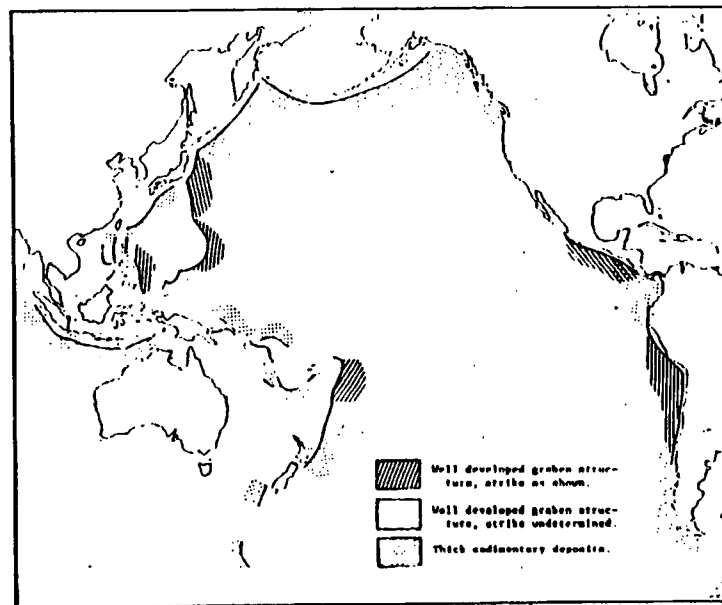 Well developed graben struc-
ture, strike as shown.
Well developed graben struc-
ture, strike undetermined.
Thick sedimentary deposits.